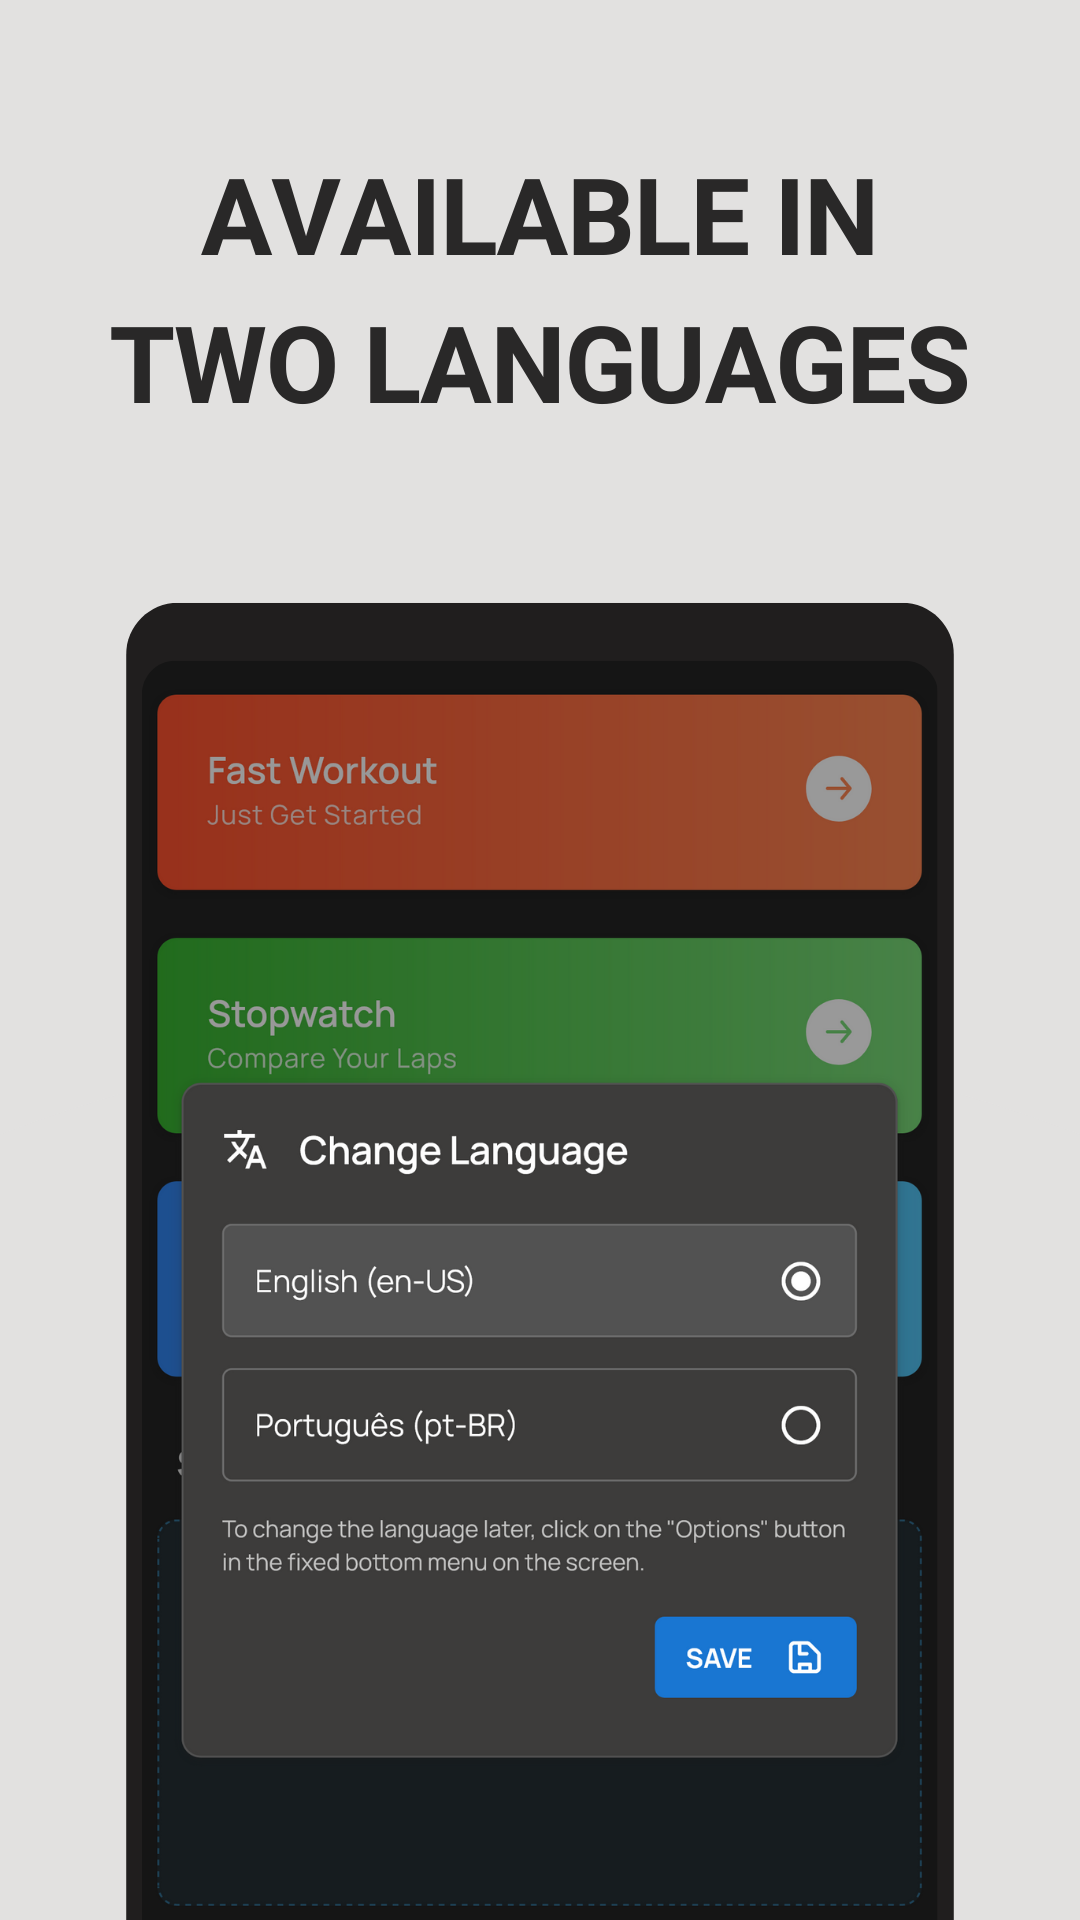 AVAILABLE IN
TWO LANGUAGES
Fast Workout
Just Get Started
Stopwatch
Compare Your Laps
Change Language
English (en-US)
Português (pt-BR)
To change the language later, click on the "Options" button
in the fixed bottom menu on the screen.
SAVE